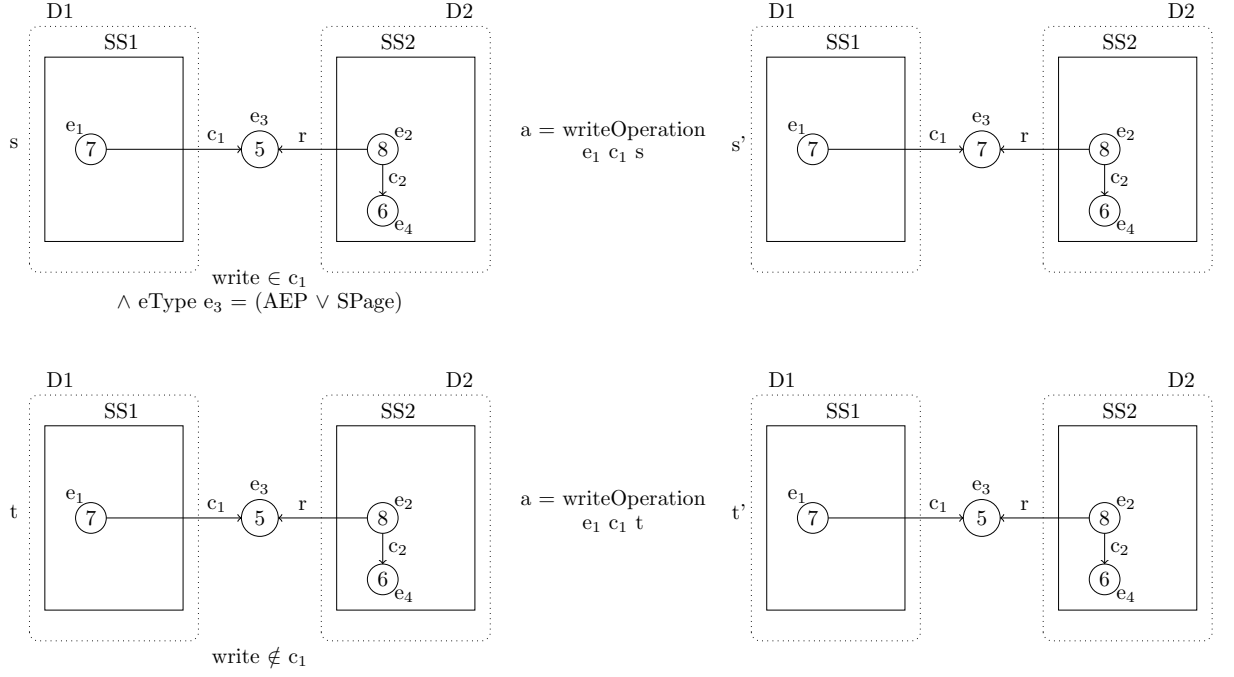 D1 D2 D1 D2
SS1 SS2 SS1 SS2
s e₁ 7 c₁ e₃ 5 r 8 e₂ c₂ 6 e₄
a = writeOperation
e₁ c₁ s
s' e₁ 7 c₁ e₃ 7 r 8 e₂ c₂ 6 e₄
write ∈ c₁
∧ eType e₃ = (AEP ∨ SPage)
D1 D2 D1 D2
SS1 SS2 SS1 SS2
t e₁ 7 c₁ e₃ 5 r 8 e₂ c₂ 6 e₄
a = writeOperation
e₁ c₁ t
t' e₁ 7 c₁ e₃ 5 r 8 e₂ c₂ 6 e₄
write ∉ c₁